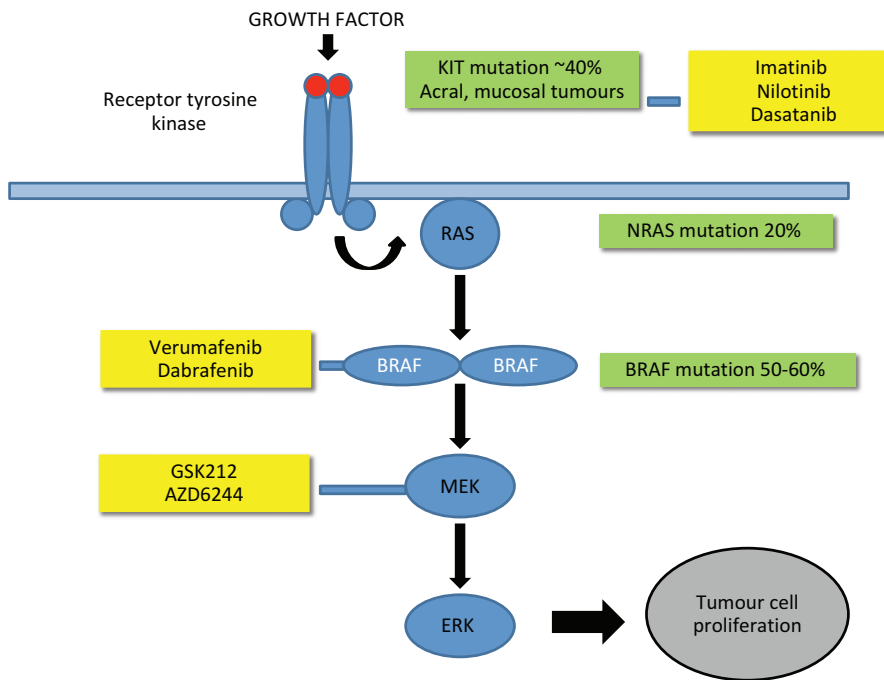 GROWTH FACTOR
Receptor tyrosine
kinase
KIT mutation ~40%
Acral, mucosal tumours
Imatinib
Nilotinib
Dasatanib
RAS
NRAS mutation 20%
Verumafenib
Dabrafenib
BRAF
BRAF
BRAF mutation 50-60%
GSK212
AZD6244
MEK
ERK
Tumour cell
proliferation